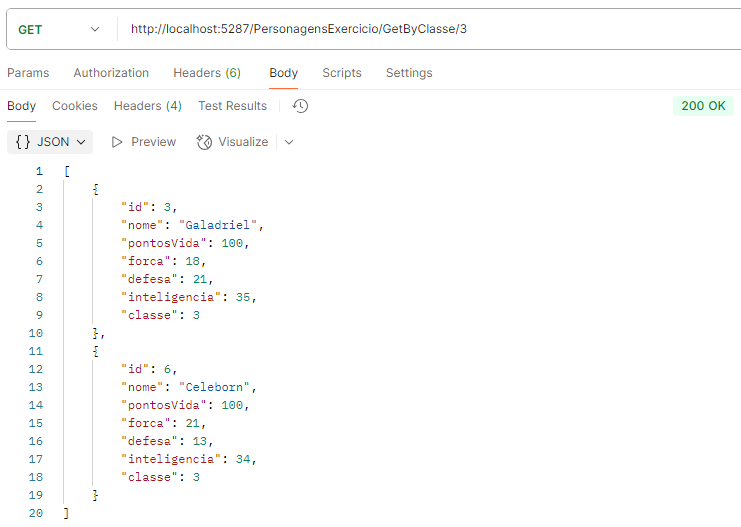 GET http://localhost:5287/PersonagensExercicio/GetByClasse/3
Params Authorization Headers (6) Body Scripts Settings
Body Cookies Headers (4) Test Results 200 OK
{} JSON Preview Visualize
1 [
2 {
3 "id": 3,
4 "nome": "Galadriel",
5 "pontosVida": 100,
6 "forca": 18,
7 "defesa": 21,
8 "inteligencia": 35,
9 "classe": 3
10 },
11 {
12 "id": 6,
13 "nome": "Celeborn",
14 "pontosVida": 100,
15 "forca": 21,
16 "defesa": 13,
17 "inteligencia": 34,
18 "classe": 3
19 }
20 ]